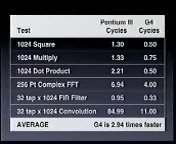 Pentium III G4
Test Cycles Cycles
1024 Square 1.30 0.50
1024 Multiply 1.33 0.75
1024 Dot Product 2.21 0.50
256 Pt Complex FFT 6.94 4.00
32 tap x 1024 FIR Filter 0.95 0.33
32 tap x 1024 Convolution 84.99 11.00
AVERAGE G4 is 2.94 times faster